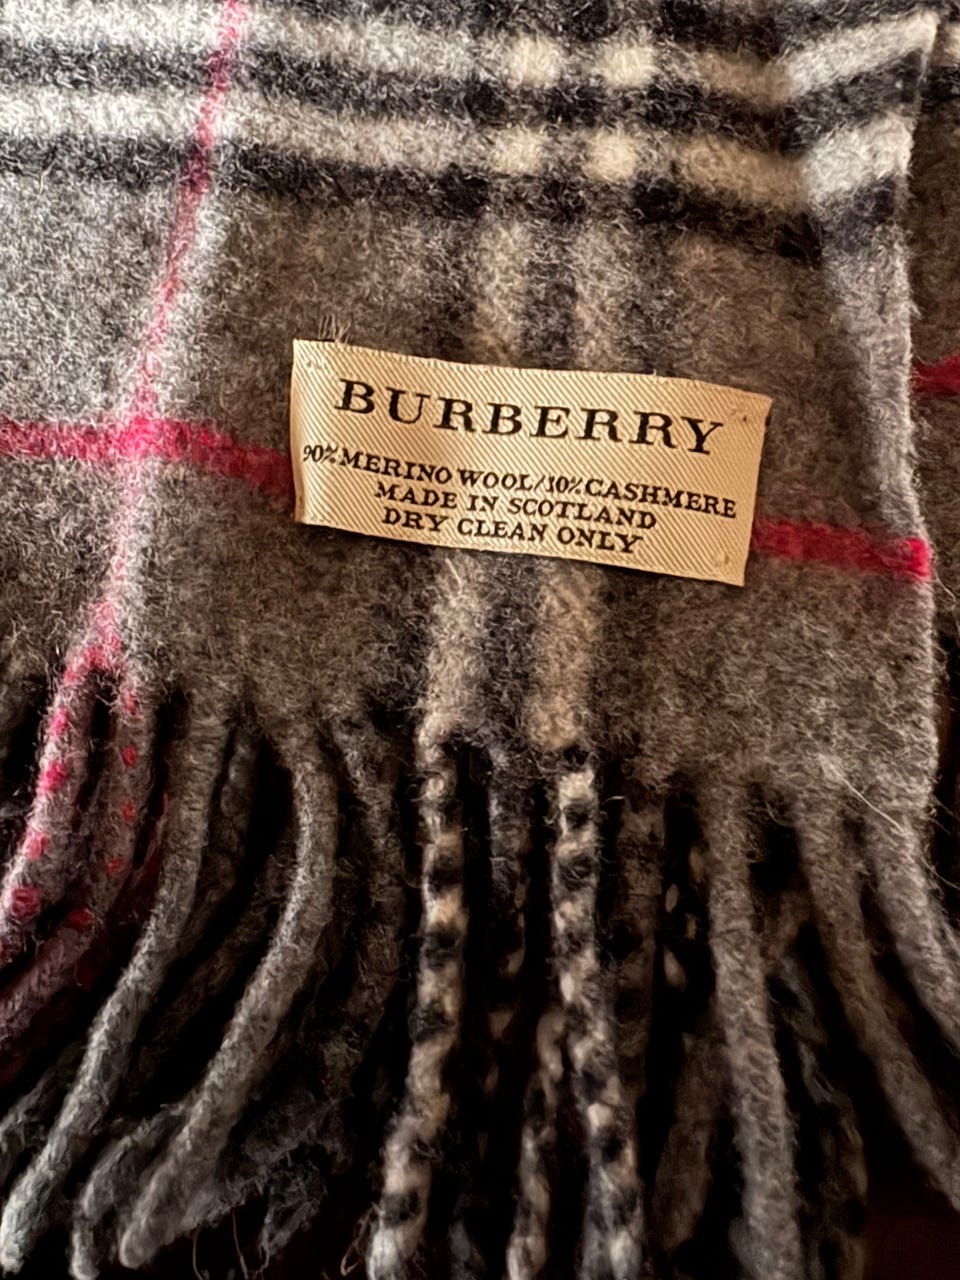 BURBERRY
90%MERINO WOOL/10%CASHMERE
MADE IN SCOTLAND
DRY CLEAN ONLY